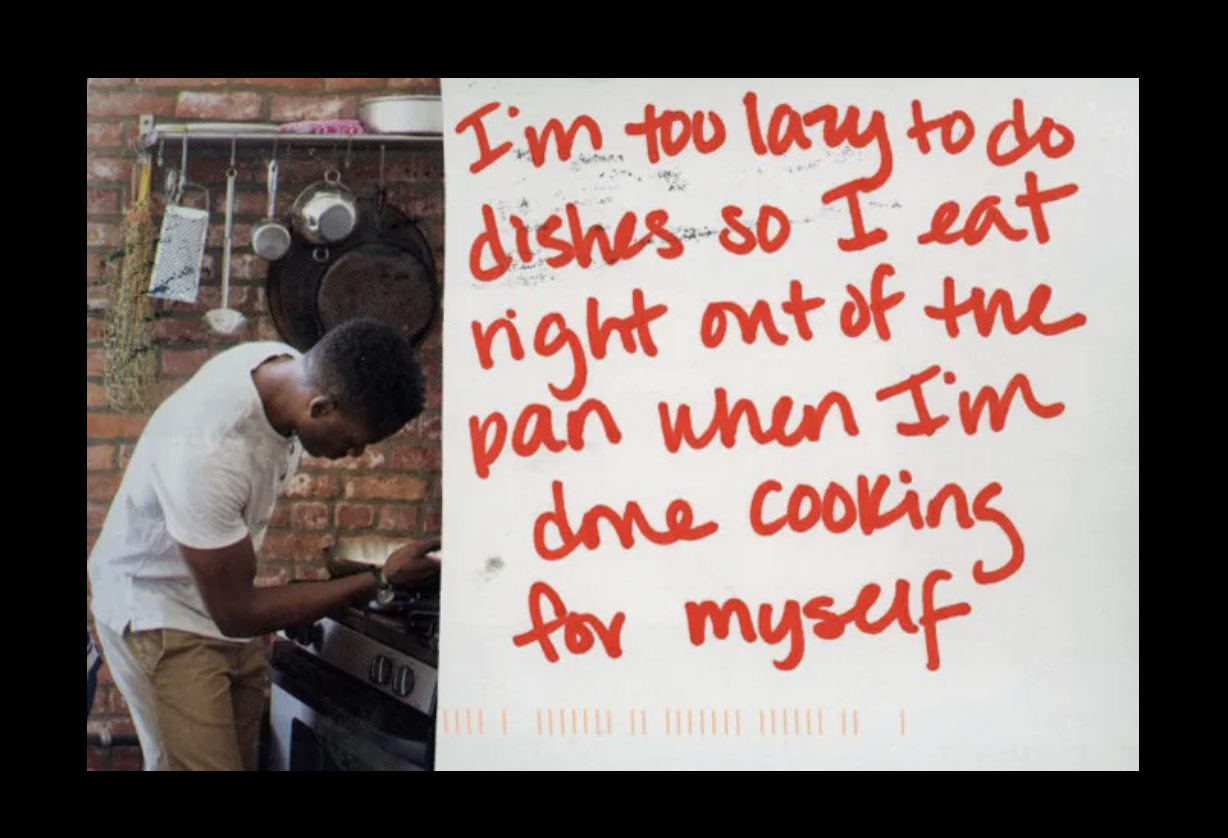 I'm too lazy to do
dishes so I eat
right out of the
pan when I'm
done cooking
for myself